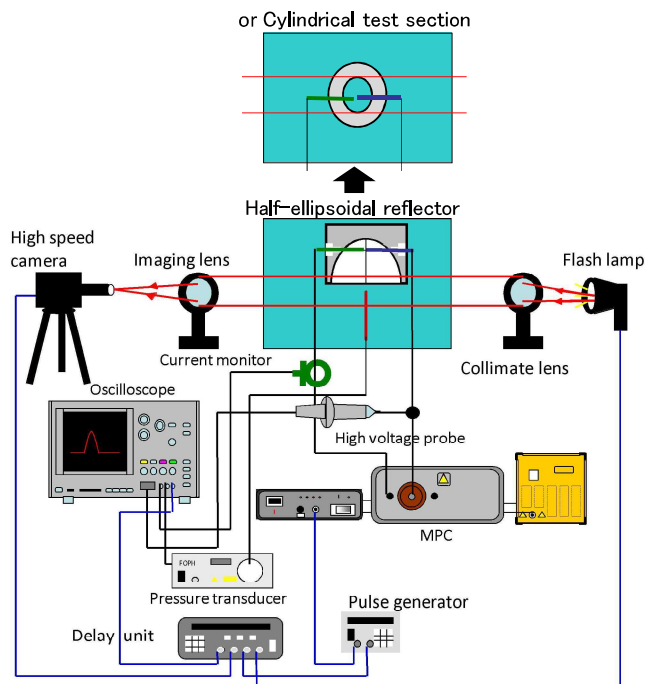 or Cylindrical test section
Half-ellipsoidal reflector
High speed
camera
Imaging lens
Flash lamp
Current monitor
Collimate lens
Oscilloscope
High voltage probe
MPC
FOPH
Pressure transducer
Pulse generator
Delay unit